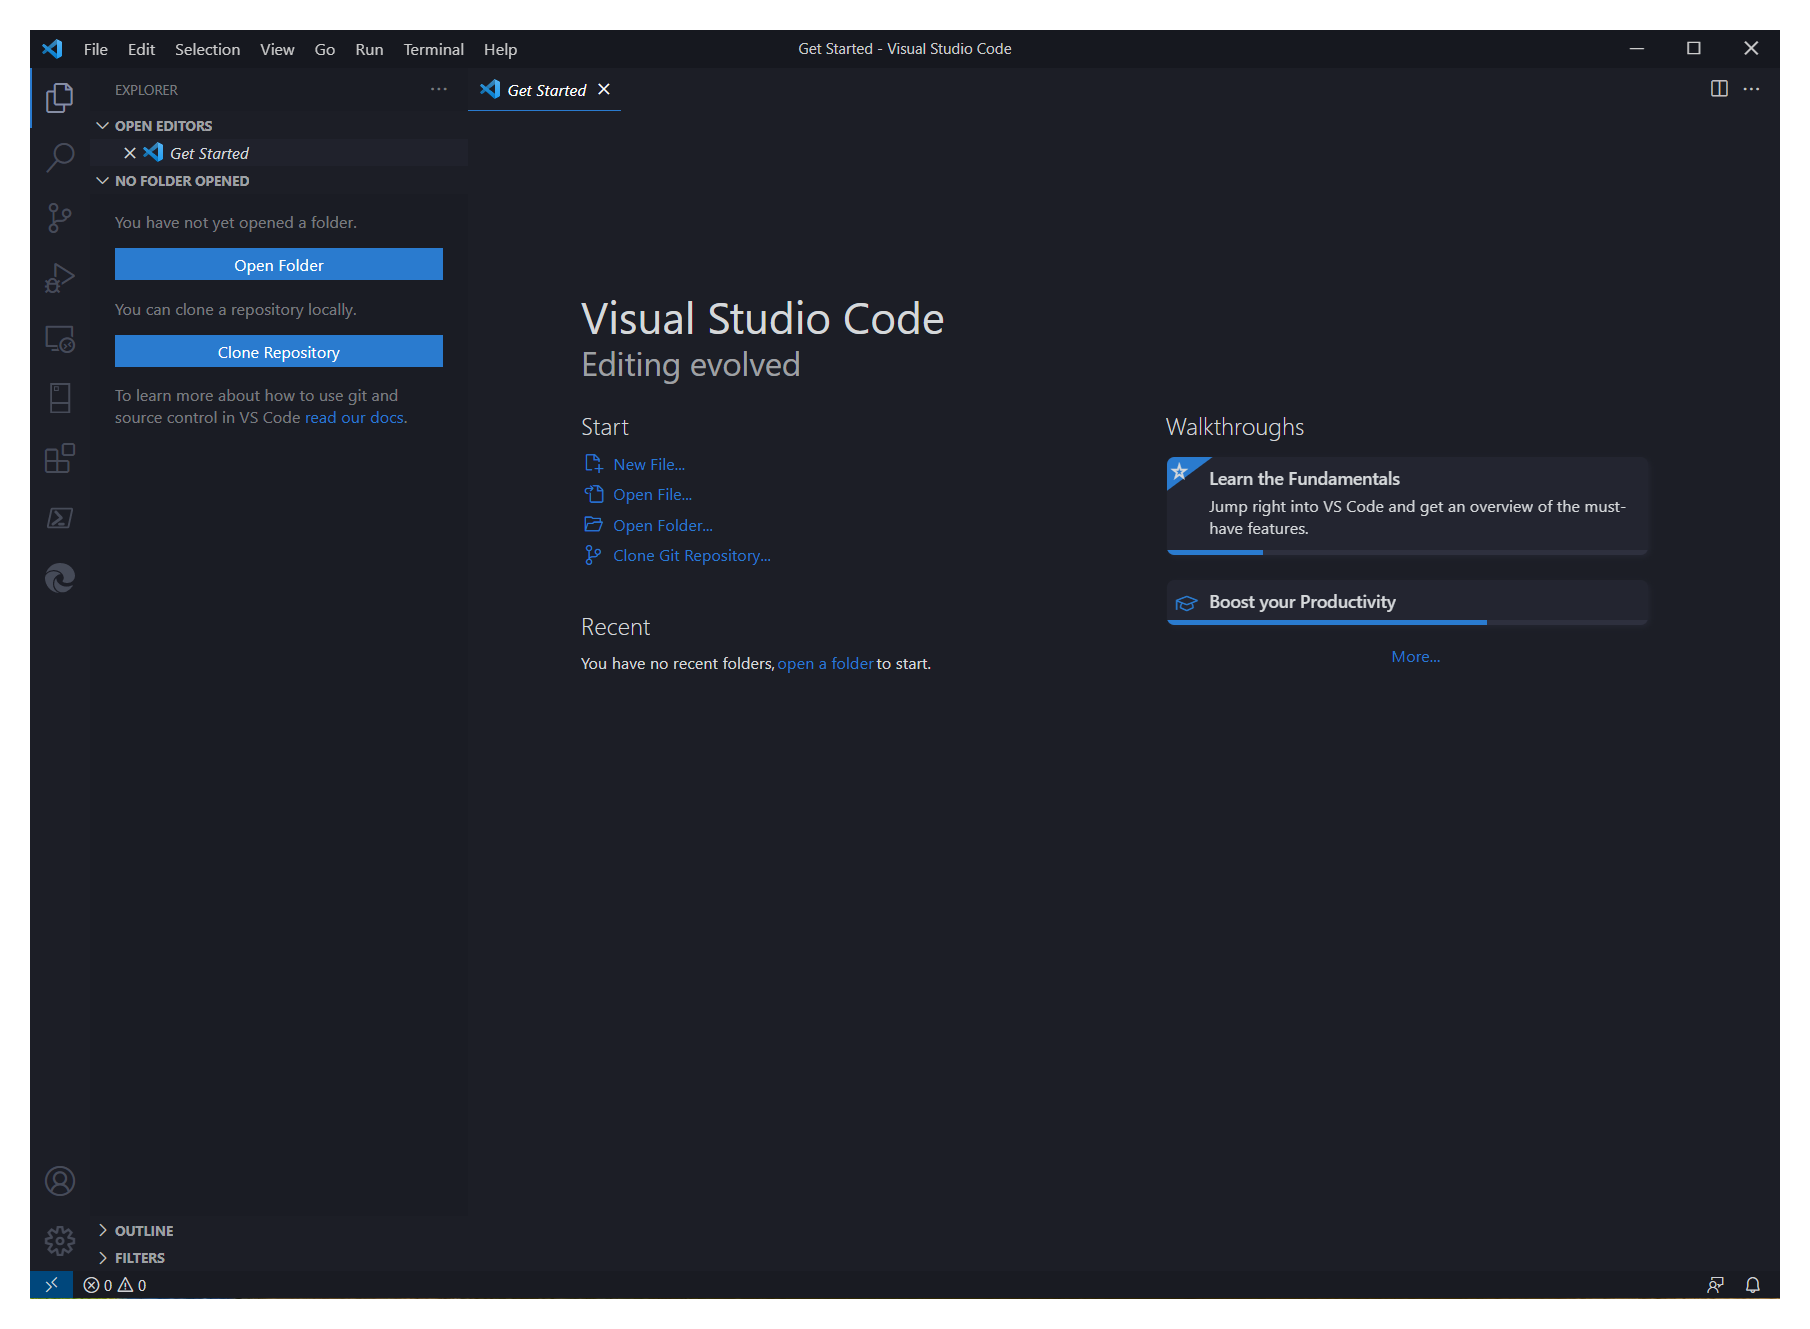 File Edit Selection View Go Run Terminal Help
Get Started - Visual Studio Code
EXPLORER
Get Started
OPEN EDITORS
Get Started
NO FOLDER OPENED
You have not yet opened a folder.
Open Folder
You can clone a repository locally.
Clone Repository
To learn more about how to use git and
source control in VS Code read our docs.
OUTLINE
FILTERS
Visual Studio Code
Editing evolved
Start
New File...
Open File...
Open Folder...
Clone Git Repository...
Recent
You have no recent folders, open a folder to start.
Walkthroughs
Learn the Fundamentals
Jump right into VS Code and get an overview of the must-
have features.
Boost your Productivity
More...
0 0